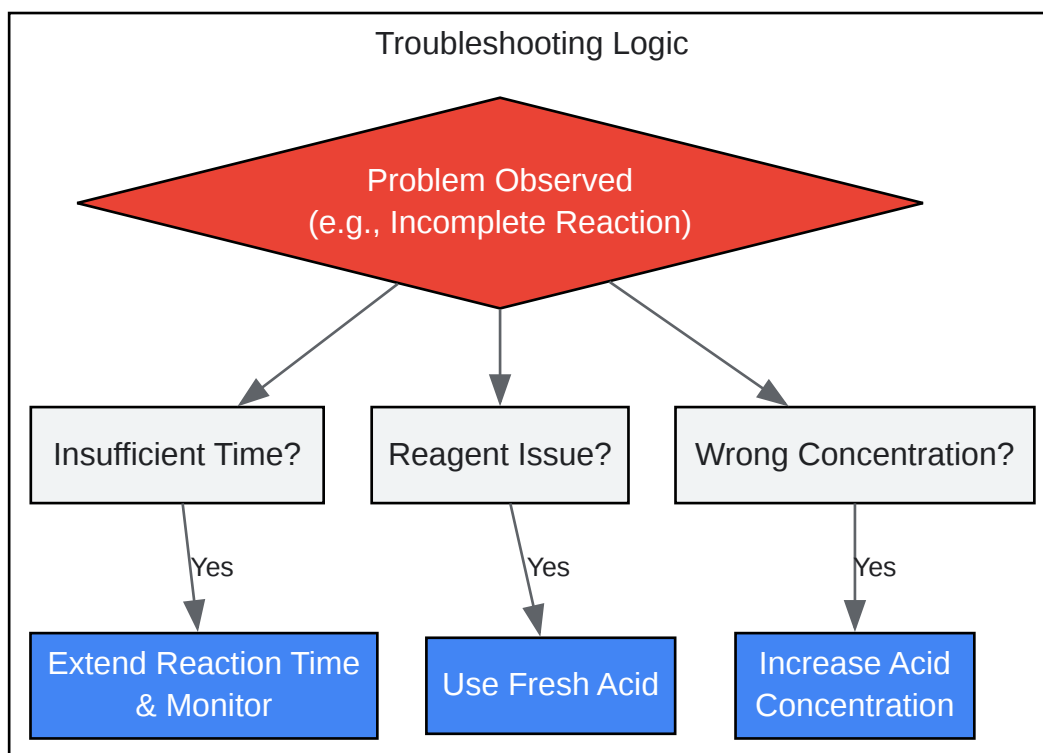 Troubleshooting Logic
Problem Observed
(e.g., Incomplete Reaction)
Insufficient Time?
Reagent Issue?
Wrong Concentration?
Yes
Yes
Yes
Extend Reaction Time
& Monitor
Use Fresh Acid
Increase Acid
Concentration